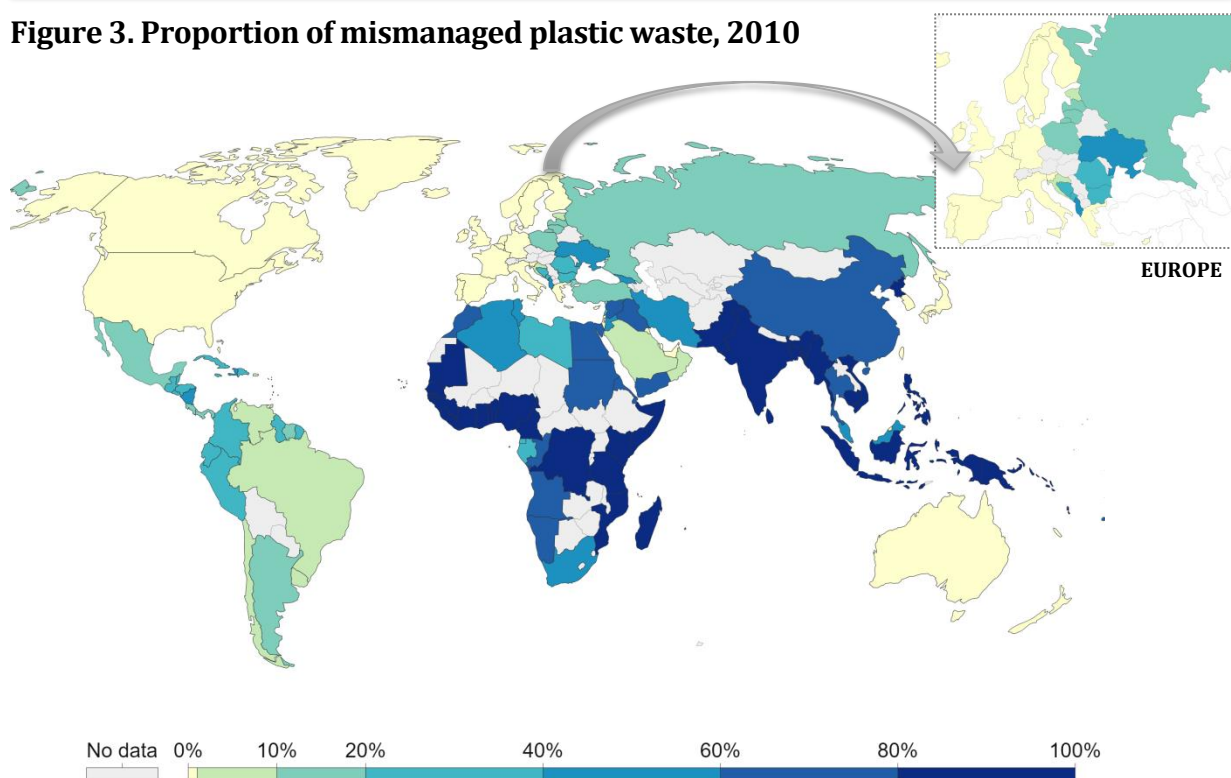 Figure 3. Proportion of mismanaged plastic waste, 2010
EUROPE
No data 0% 10% 20% 40% 60% 80% 100%